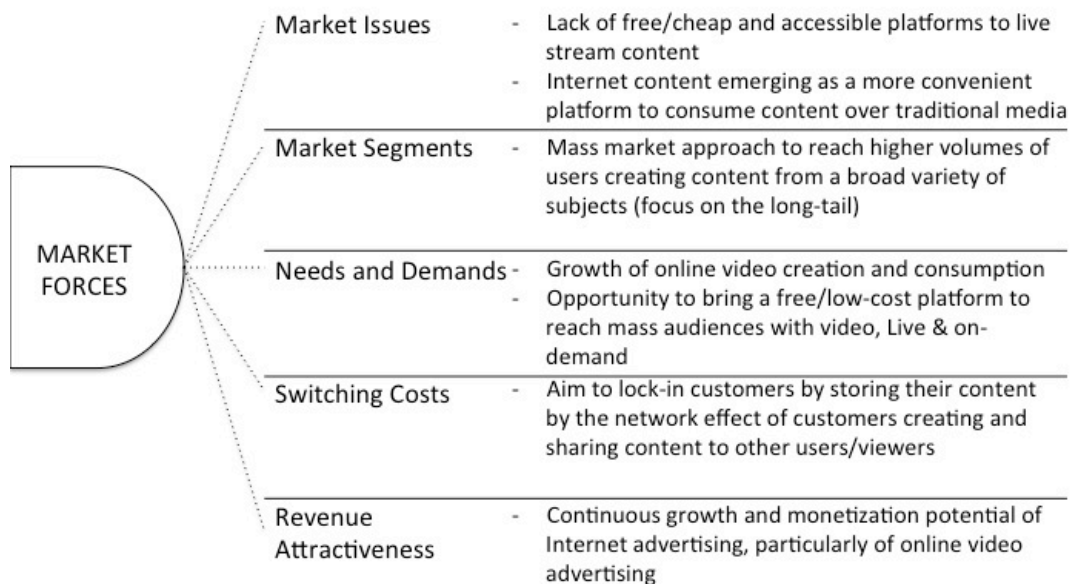 MARKET
FORCES
Market Issues
- Lack of free/cheap and accessible platforms to live
stream content
- Internet content emerging as a more convenient
platform to consume content over traditional media
Market Segments
- Mass market approach to reach higher volumes of
users creating content from a broad variety of
subjects (focus on the long-tail)
Needs and Demands
- Growth of online video creation and consumption
- Opportunity to bring a free/low-cost platform to
reach mass audiences with video, Live & on-
demand
Switching Costs
- Aim to lock-in customers by storing their content
by the network effect of customers creating and
sharing content to other users/viewers
Revenue
Attractiveness
- Continuous growth and monetization potential of
Internet advertising, particularly of online video
advertising